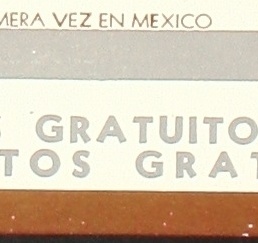 MERA VEZ EN MEXICO
S GRATUITO
TOS GRAT